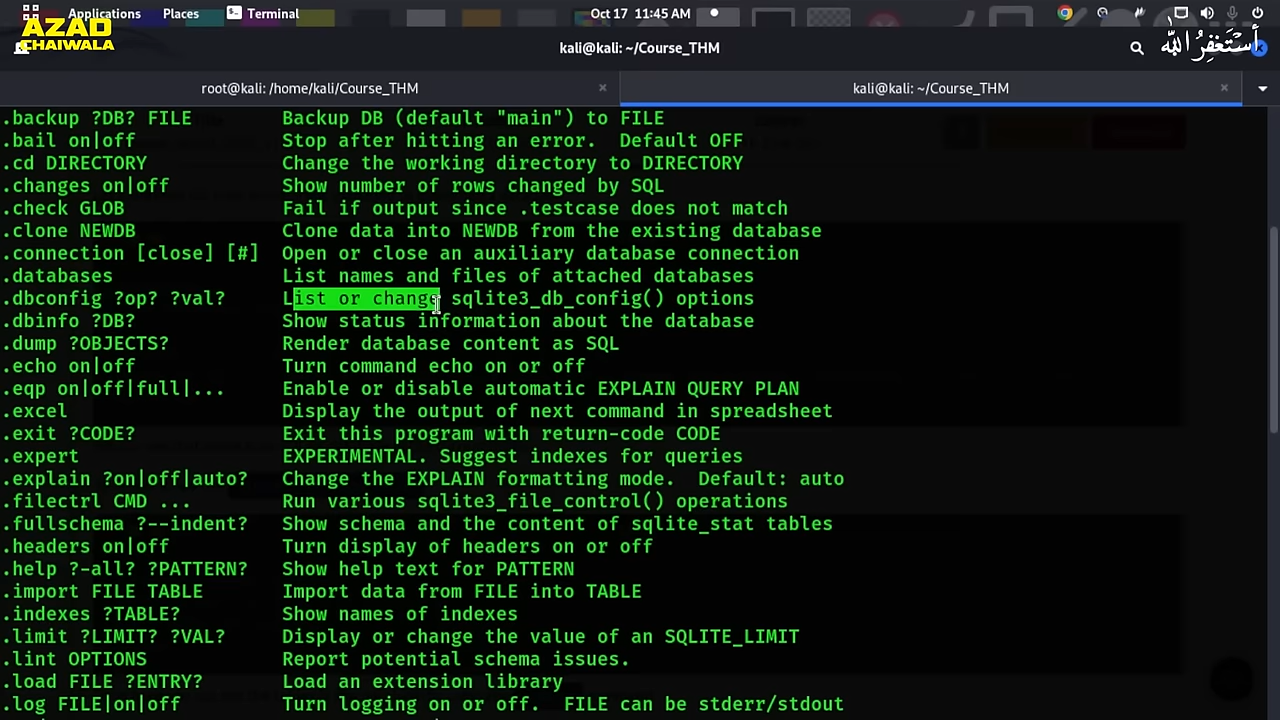 Applications Places Terminal Oct 17 11:45 AM
AZAD
CHAIWALA
kali@kali: ~/Course_THM
أستغفر الله
root@kali: /home/kali/Course_THM × kali@kali: ~/Course_THM ×
.backup ?DB? FILE Backup DB (default "main") to FILE
.bail on|off Stop after hitting an error. Default OFF
.cd DIRECTORY Change the working directory to DIRECTORY
.changes on|off Show number of rows changed by SQL
.check GLOB Fail if output since .testcase does not match
.clone NEWDB Clone data into NEWDB from the existing database
.connection [close] [#] Open or close an auxiliary database connection
.databases List names and files of attached databases
.dbconfig ?op? ?val? List or change sqlite3_db_config() options
.dbinfo ?DB? Show status information about the database
.dump ?OBJECTS? Render database content as SQL
.echo on|off Turn command echo on or off
.eqp on|off|full|... Enable or disable automatic EXPLAIN QUERY PLAN
.excel Display the output of next command in spreadsheet
.exit ?CODE? Exit this program with return-code CODE
.expert EXPERIMENTAL. Suggest indexes for queries
.explain ?on|off|auto? Change the EXPLAIN formatting mode. Default: auto
.filectrl CMD ... Run various sqlite3_file_control() operations
.fullschema ?--indent? Show schema and the content of sqlite_stat tables
.headers on|off Turn display of headers on or off
.help ?-all? ?PATTERN? Show help text for PATTERN
.import FILE TABLE Import data from FILE into TABLE
.indexes ?TABLE? Show names of indexes
.limit ?LIMIT? ?VAL? Display or change the value of an SQLITE_LIMIT
.lint OPTIONS Report potential schema issues.
.load FILE ?ENTRY? Load an extension library
.log FILE|on|off Turn logging on or off. FILE can be stderr/stdout